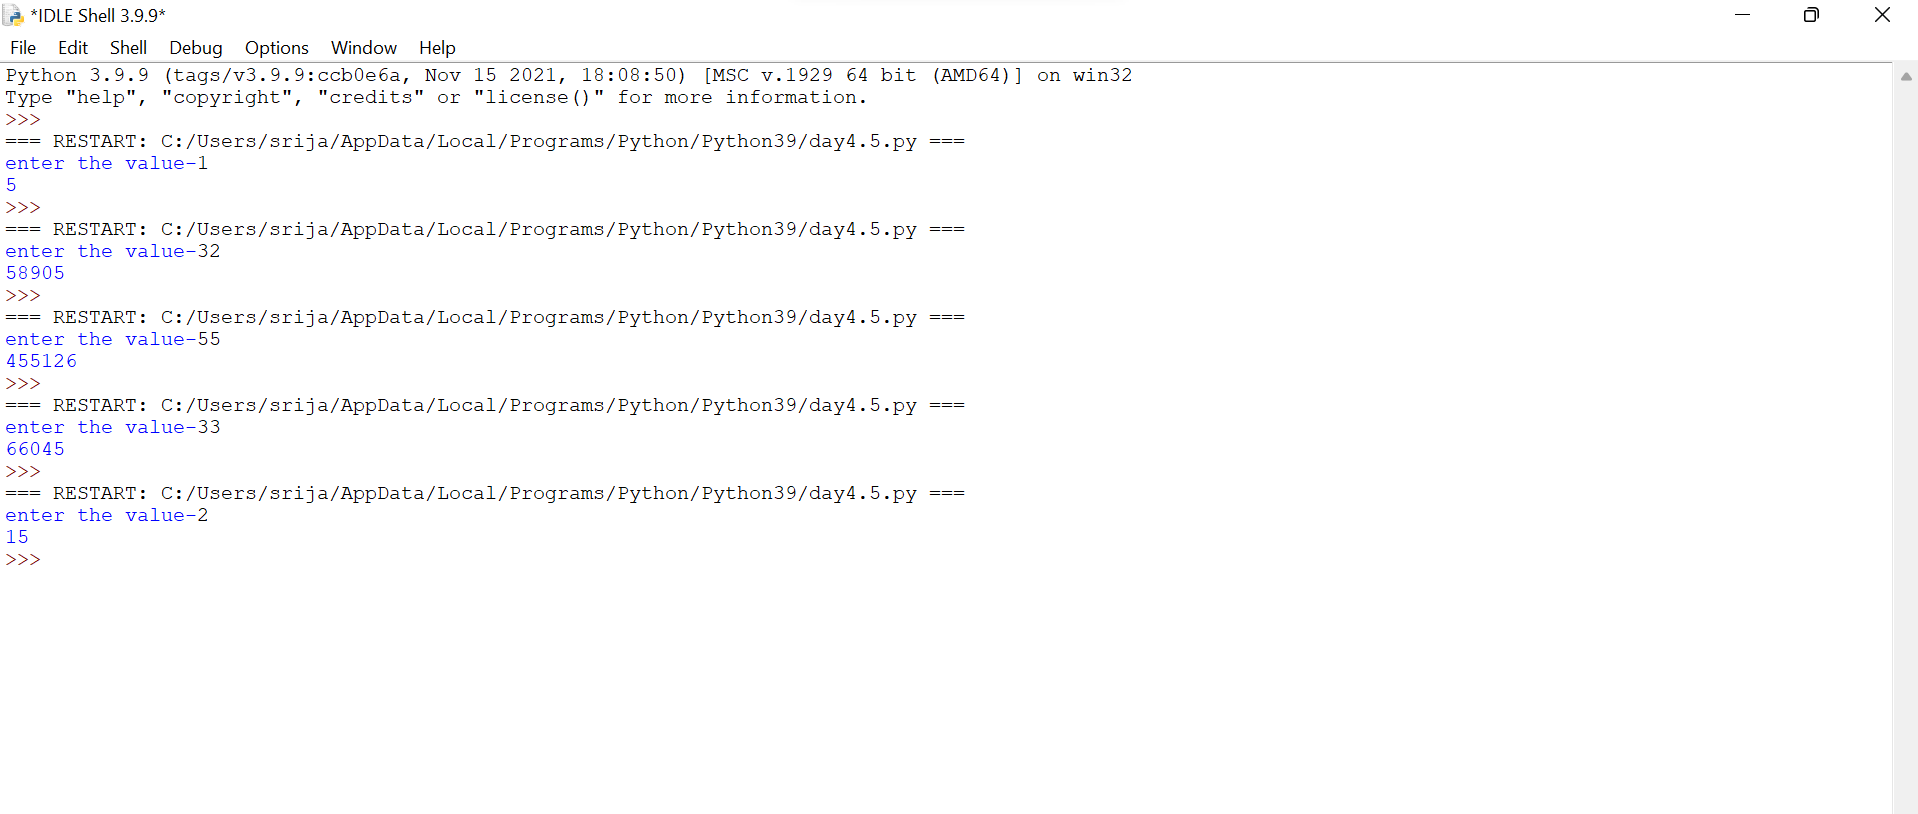 *IDLE Shell 3.9.9*
File Edit Shell Debug Options Window Help
Python 3.9.9 (tags/v3.9.9:ccb0e6a, Nov 15 2021, 18:08:50) [MSC v.1929 64 bit (AMD64)] on win32
Type "help", "copyright", "credits" or "license()" for more information.
>>>
=== RESTART: C:/Users/srija/AppData/Local/Programs/Python/Python39/day4.5.py ===
enter the value-1
5
>>>
=== RESTART: C:/Users/srija/AppData/Local/Programs/Python/Python39/day4.5.py ===
enter the value-32
58905
>>>
=== RESTART: C:/Users/srija/AppData/Local/Programs/Python/Python39/day4.5.py ===
enter the value-55
455126
>>>
=== RESTART: C:/Users/srija/AppData/Local/Programs/Python/Python39/day4.5.py ===
enter the value-33
66045
>>>
=== RESTART: C:/Users/srija/AppData/Local/Programs/Python/Python39/day4.5.py ===
enter the value-2
15
>>>